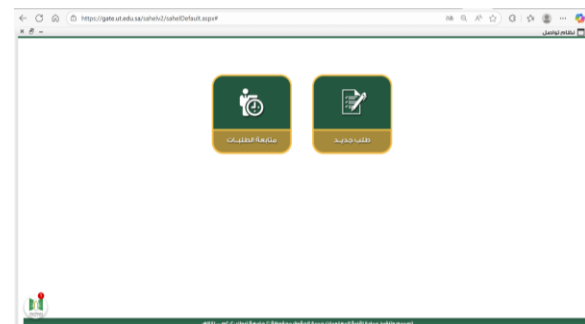 https://gate.ut.edu.sa/sahelv2/sahelDefault.aspx#
نظام تواصل
طلب جديد
متابعة الطلبات